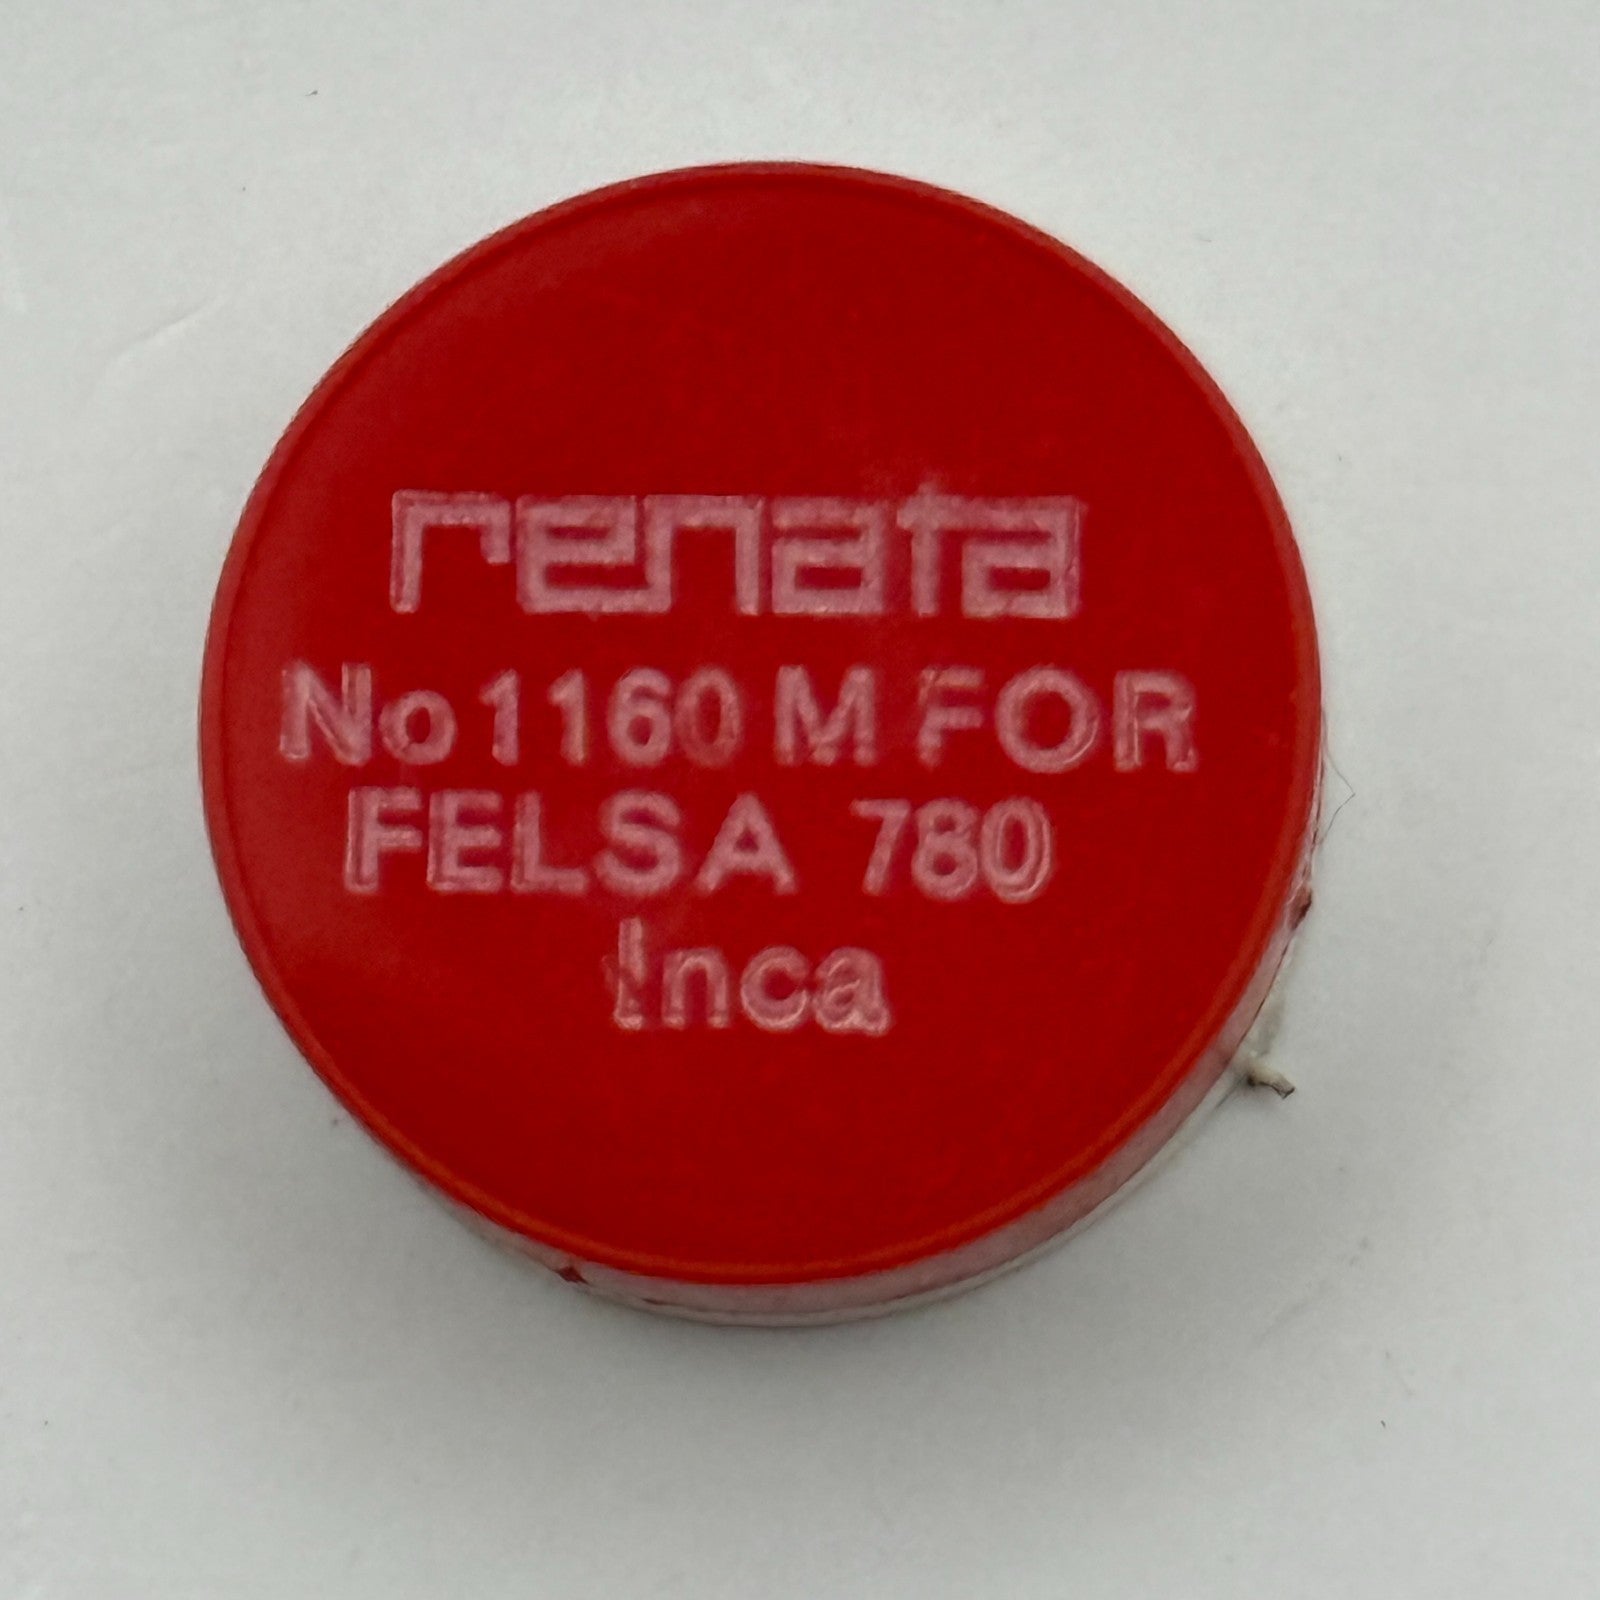 renata
No 1160 M FOR
FELSA 780
Inca